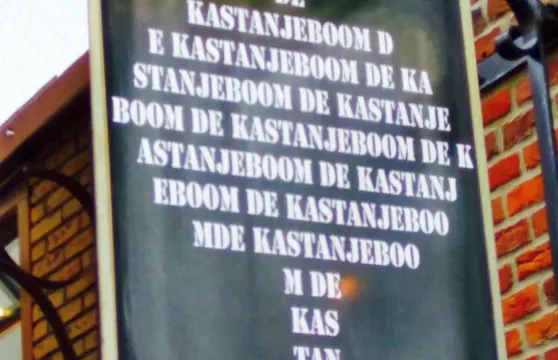 DE
KASTANJEBOOM D
E KASTANJEBOOM DE KA
STANJEBOOM DE KASTANJE
BOOM DE KASTANJEBOOM DE K
ASTANJEBOOM DE KASTANJ
EBOOM DE KASTANJEBOO
MDE KASTANJEBOO
M DE
KAS
TAN